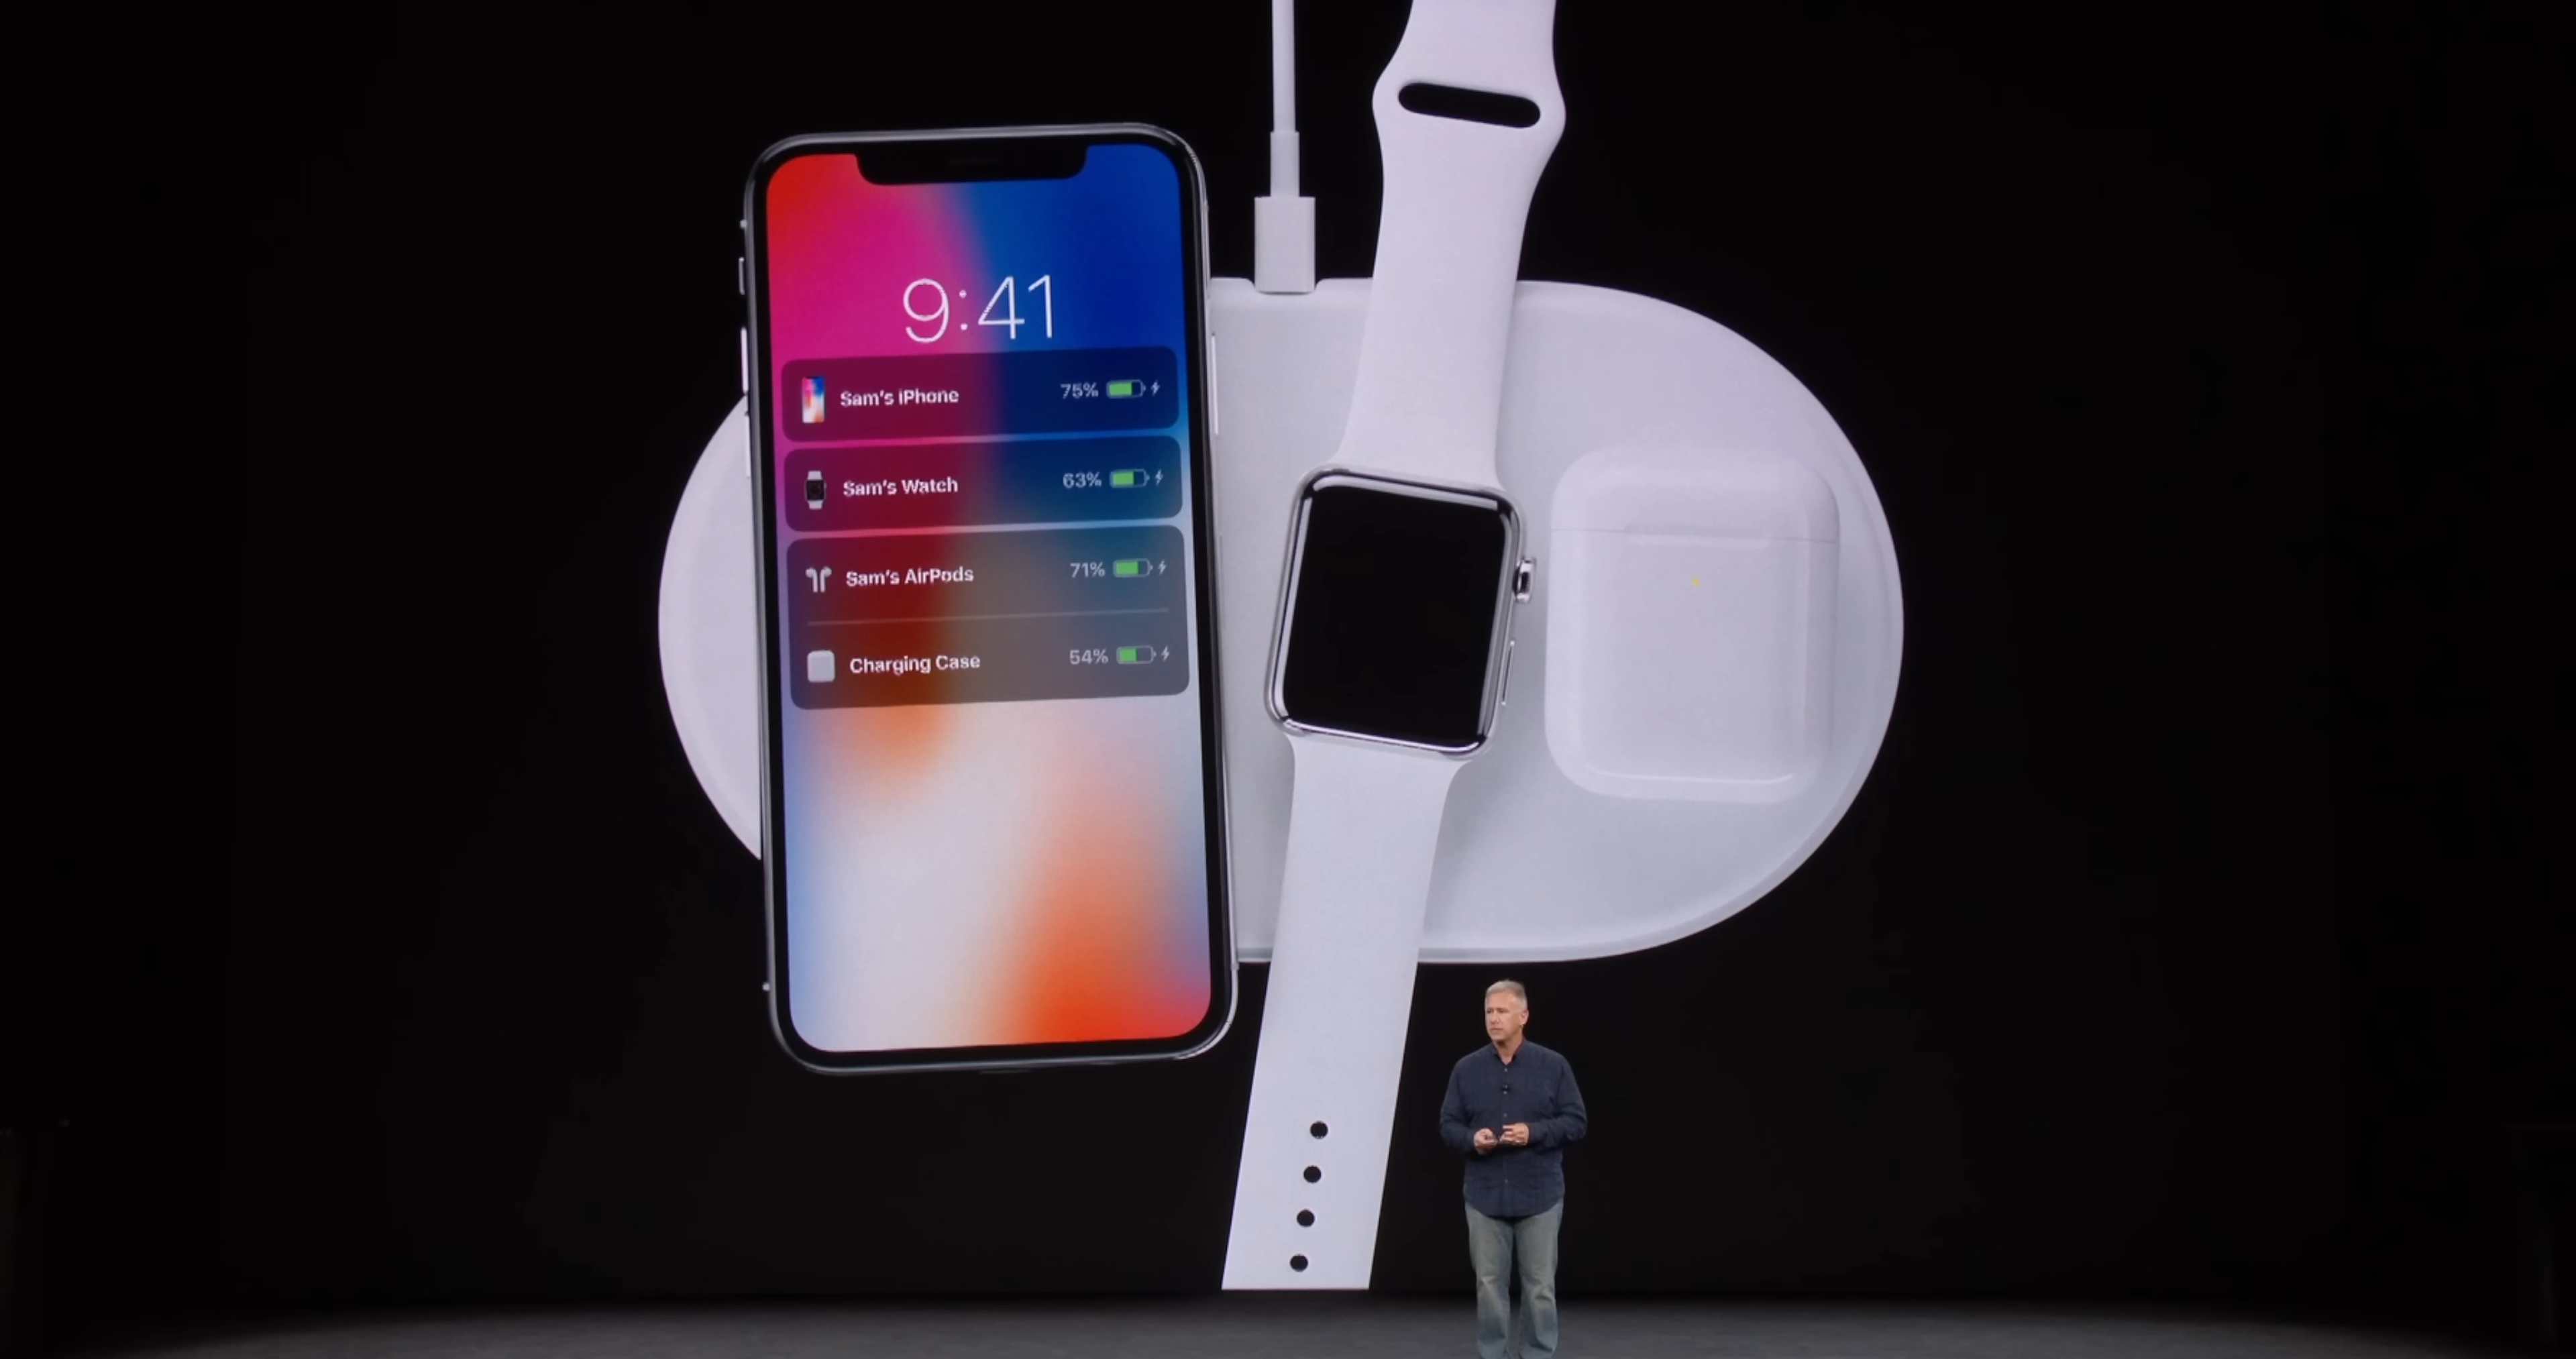 9:41
Sam's iPhone 75%
Sam's Watch 63%
Sam's AirPods 71%
Charging Case 54%